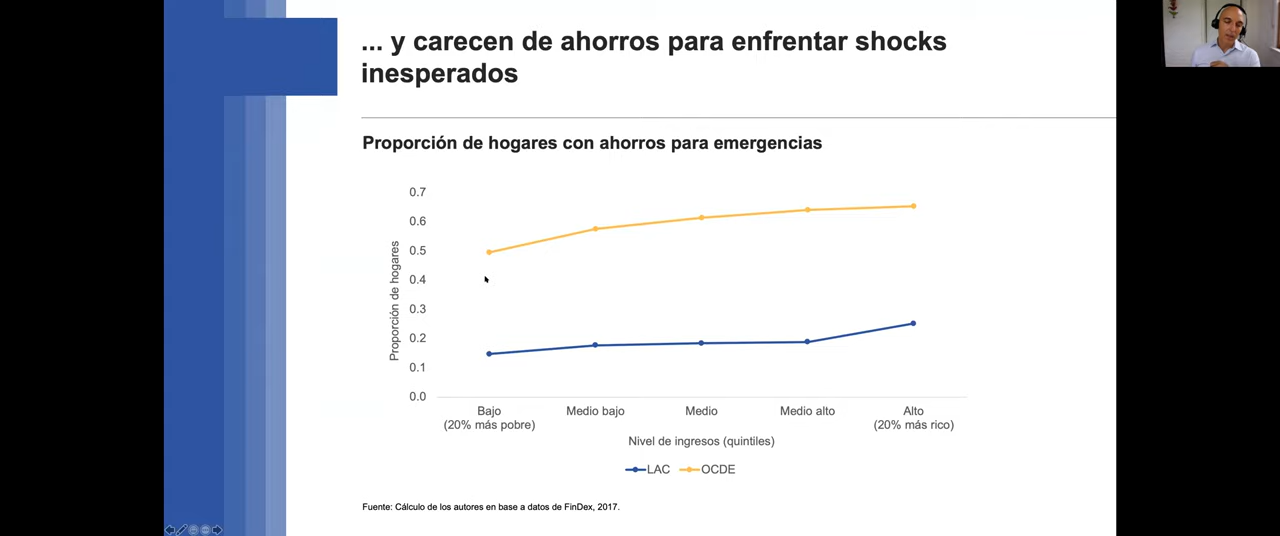 ... y carecen de ahorros para enfrentar shocks
inesperados
Proporción de hogares con ahorros para emergencias
Proporción de hogares
0.7
0.6
0.5
0.4
0.3
0.2
0.1
0.0
Bajo
(20% más pobre)
Medio bajo
Medio
Medio alto
Alto
(20% más rico)
Nivel de ingresos (quintiles)
LAC
OCDE
Fuente: Cálculo de los autores en base a datos de FinDex, 2017.